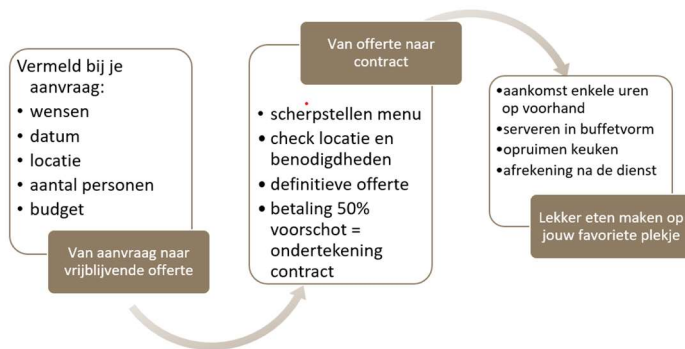 Vermeld bij je
aanvraag:
• wensen
• datum
• locatie
• aantal personen
• budget
Van aanvraag naar
vrijblijvende offerte
Van offerte naar
contract
• scherpstellen menu
• check locatie en
benodigdheden
• definitieve offerte
• betaling 50%
voorschot =
ondertekening
contract
•aankomst enkele uren
op voorhand
•serveren in buffetvorm
•opruimen keuken
•afrekening na de dienst
Lekker eten maken op
jouw favoriete plekje